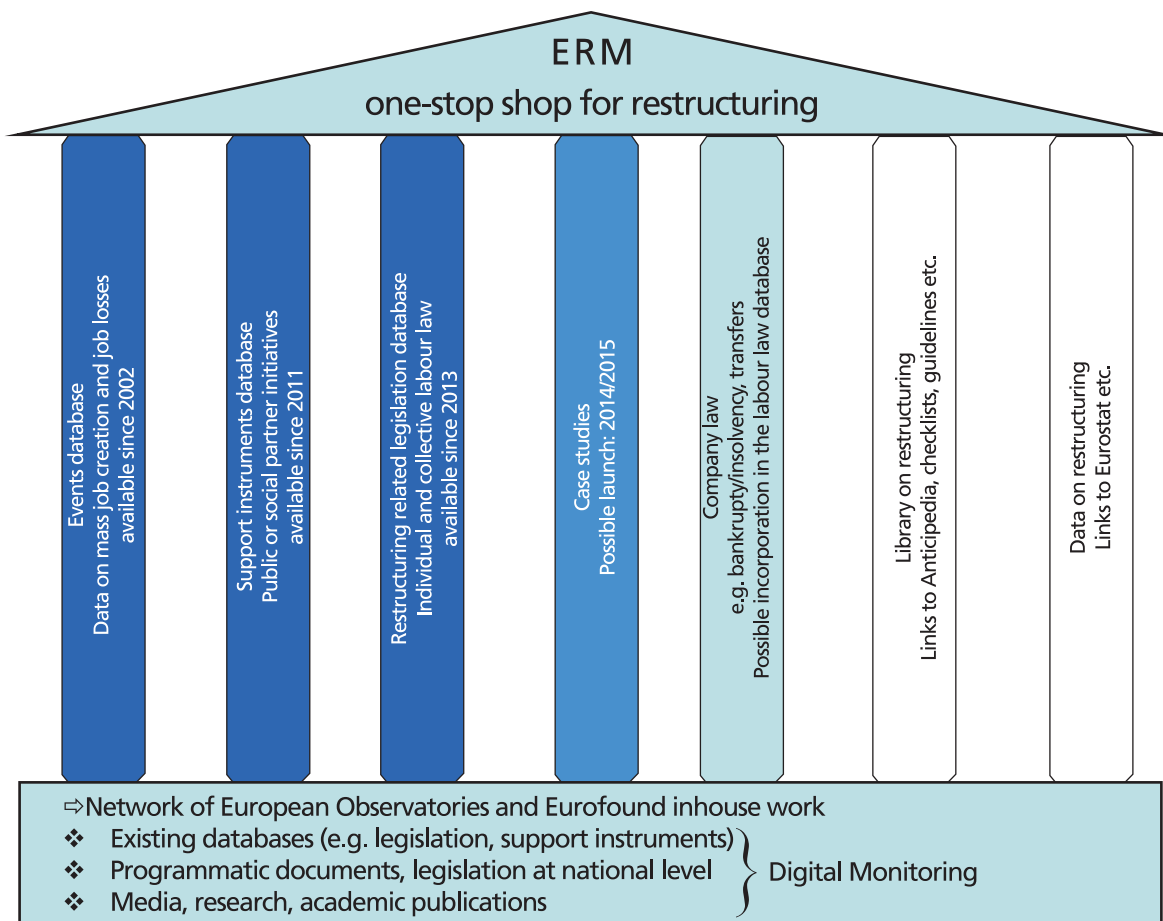 ERM
one-stop shop for restructuring
Events database
Data on mass job creation and job losses
available since 2002
Support instruments database
Public or social partner initiatives
available since 2011
Restructuring related legislation database
Individual and collective labour law
available since 2013
Case studies
Possible launch: 2014/2015
Company law
e.g. bankrupty/insolvency, transfers
Possible incorporation in the labour law database
Library on restructuring
Links to Anticipedia, checklists, guidelines etc.
Data on restructuring
Links to Eurostat etc.
⇨Network of European Observatories and Eurofound inhouse work
❖ Existing databases (e.g. legislation, support instruments)
❖ Programmatic documents, legislation at national level
❖ Media, research, academic publications
Digital Monitoring